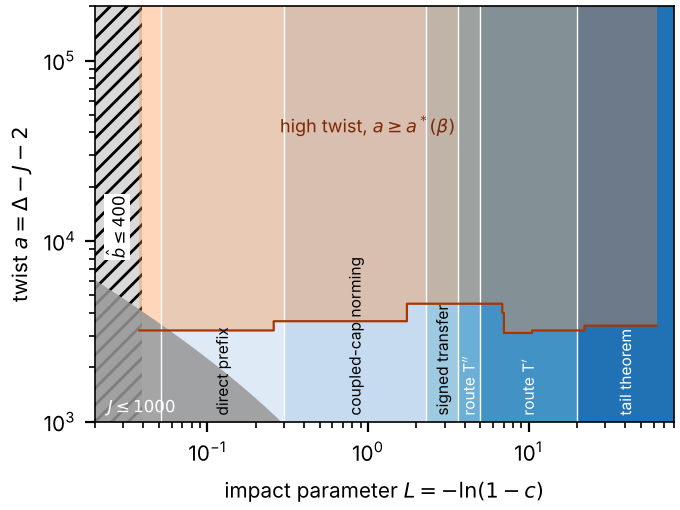 10⁵
10⁴
10³
twist a = Δ − J − 2
high twist, a ≥ a*(β)
b̂ ≤ 400
J ≤ 1000
direct prefix
coupled-cap norming
signed transfer
route T″
route T′
tail theorem
10⁻¹
10⁰
10¹
impact parameter L = −ln(1 − c)